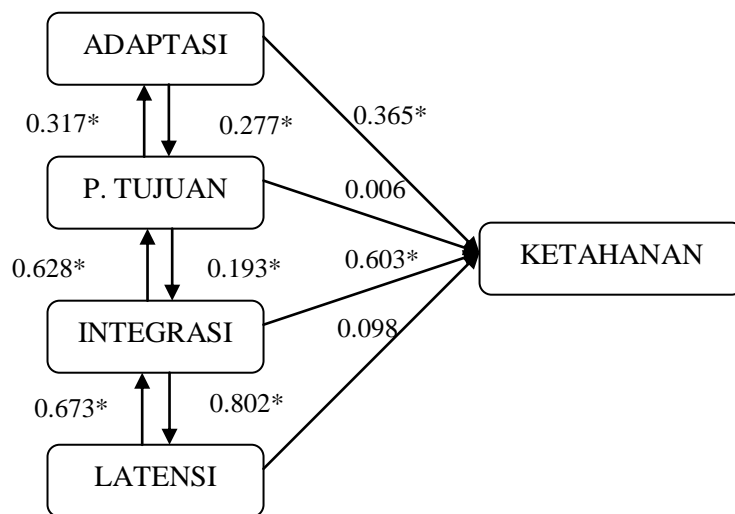 ADAPTASI
0.317*
0.277*
0.365*
P. TUJUAN
0.006
KETAHANAN
0.628*
0.193*
0.603*
INTEGRASI
0.098
0.673*
0.802*
LATENSI